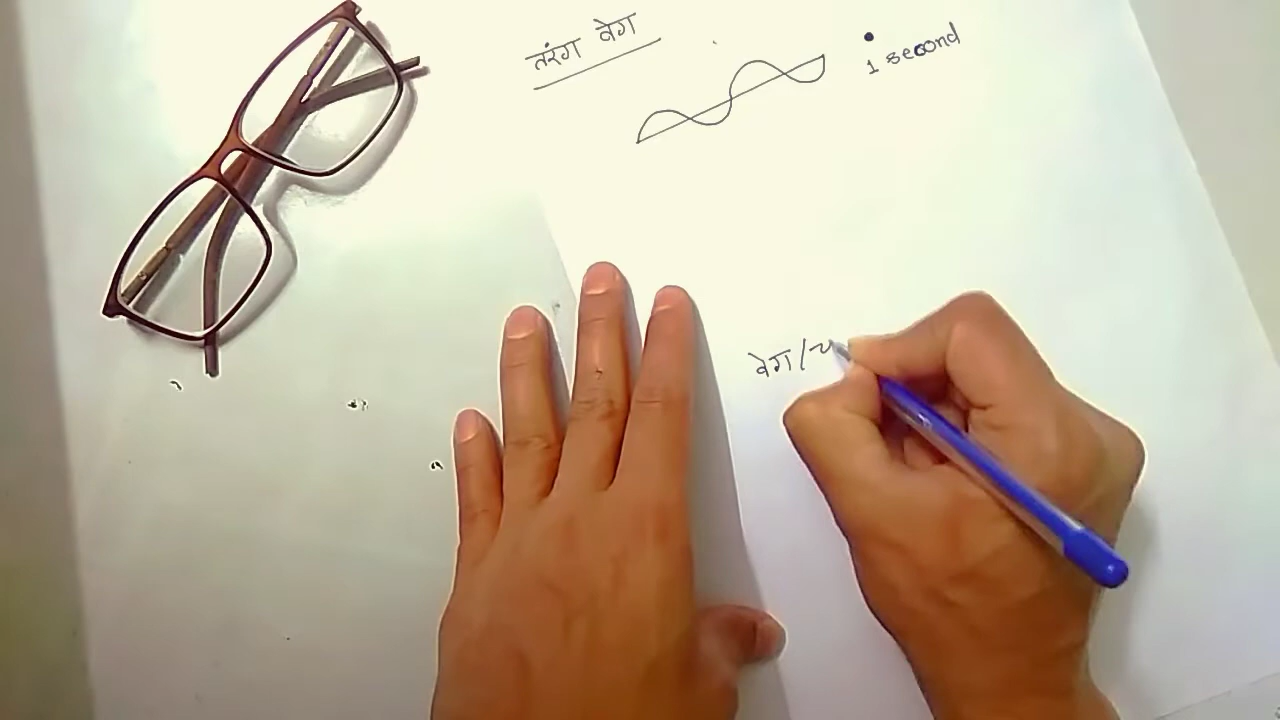 तरंग वेग
1 second
वेग /